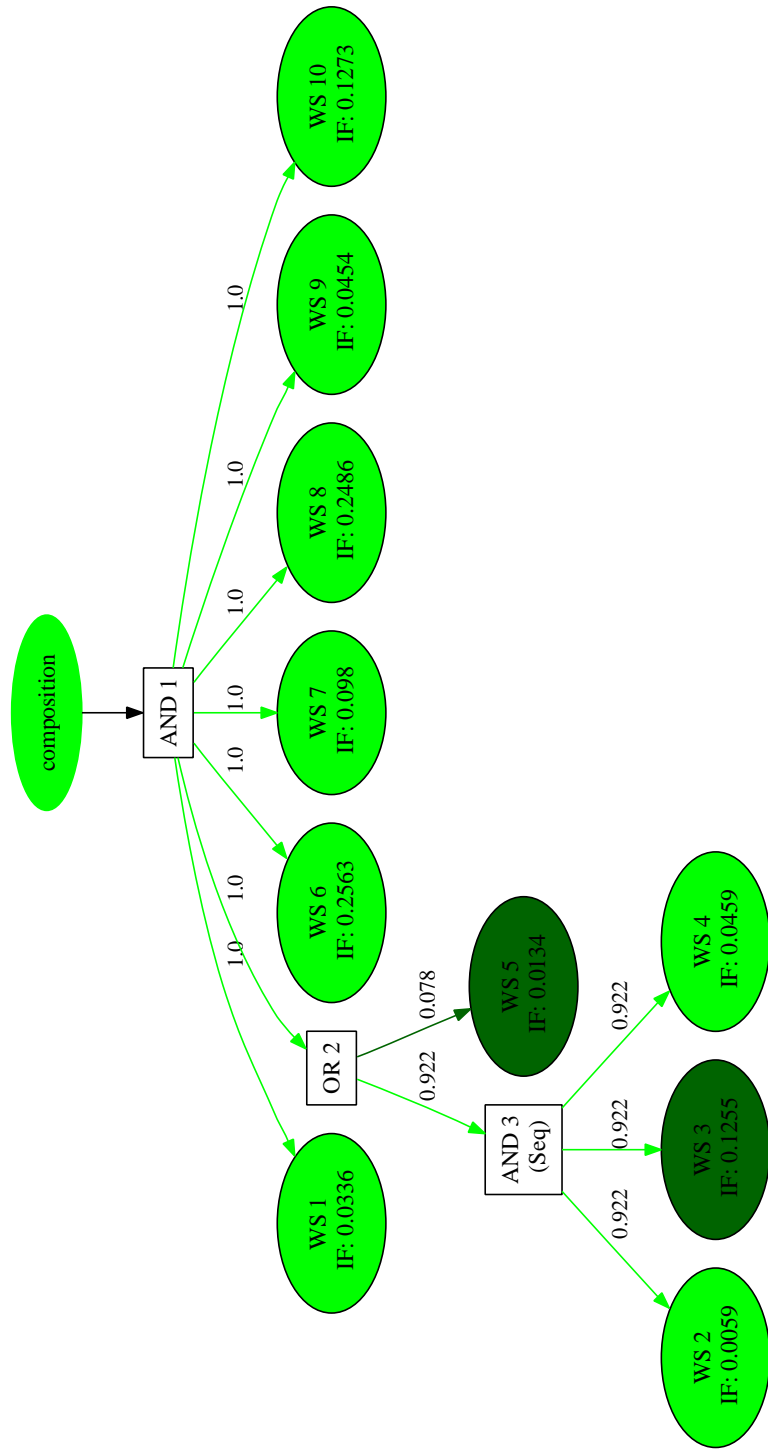 composition
AND 1
1.0
1.0
1.0
1.0
1.0
1.0
1.0
WS 1
IF: 0.0336
OR 2
WS 6
IF: 0.2563
WS 7
IF: 0.098
WS 8
IF: 0.2486
WS 9
IF: 0.0454
WS 10
IF: 0.1273
0.922
0.078
AND 3
(Seq)
WS 5
IF: 0.0134
0.922
0.922
0.922
WS 2
IF: 0.0059
WS 3
IF: 0.1255
WS 4
IF: 0.0459